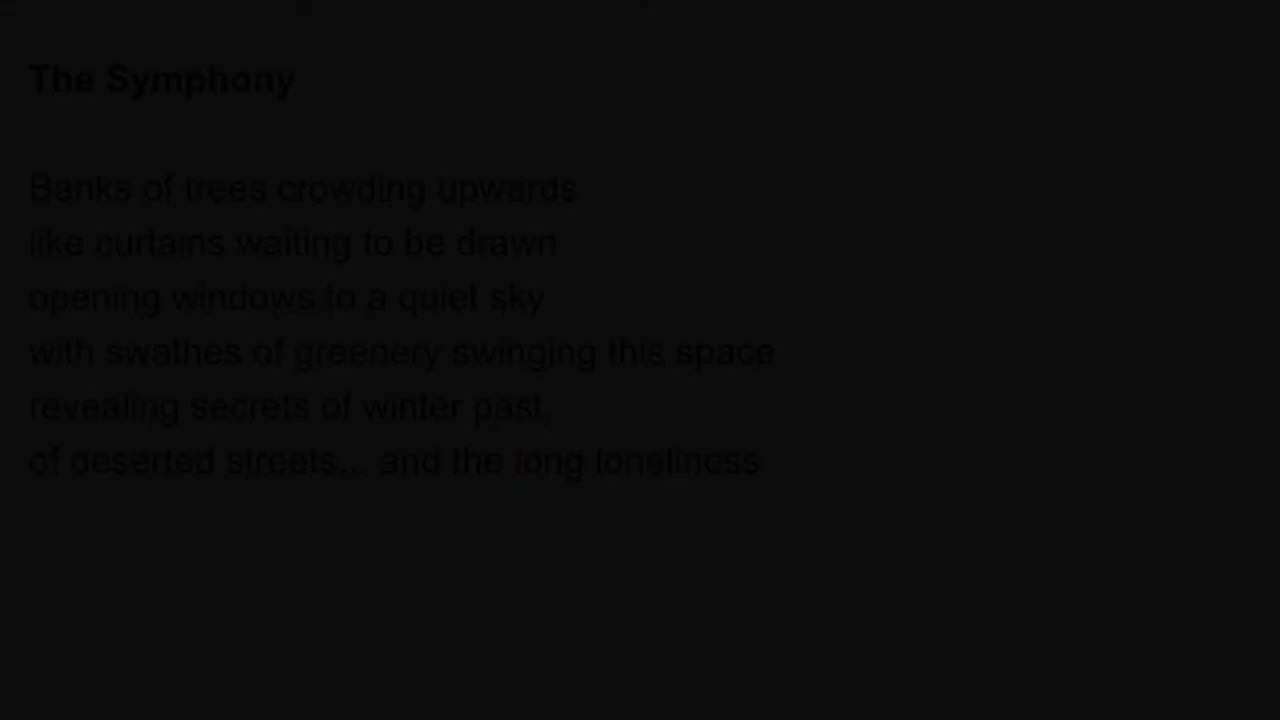 The Symphony
Banks of trees crowding upwards
like curtains waiting to be drawn
opening windows to a quiet sky
with swathes of greenery swinging this space
revealing secrets of winter past,
of deserted streets... and the long loneliness